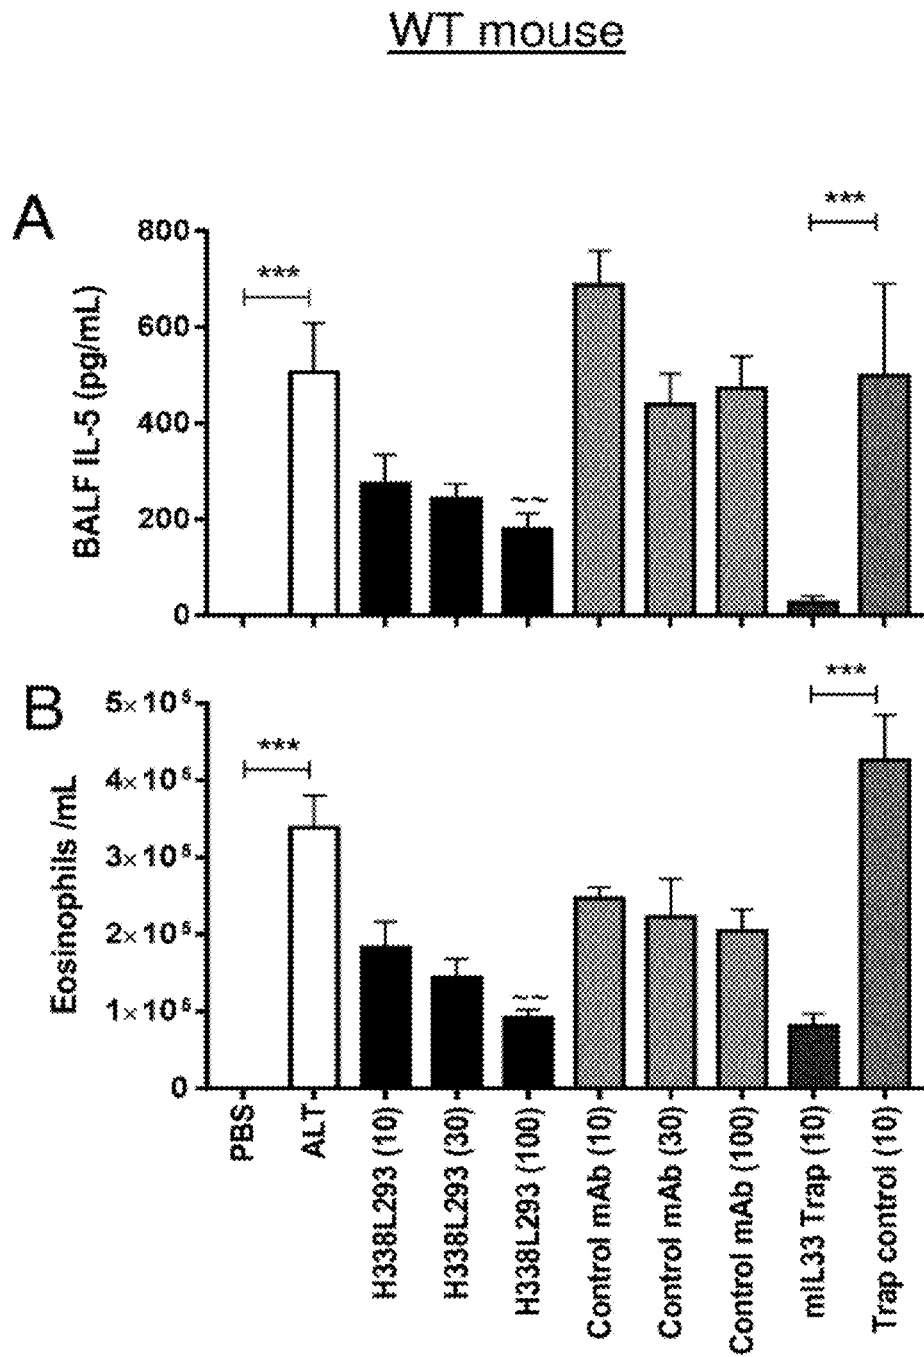 WT mouse
A
BALF IL-5 (pg/mL)
800
600
400
200
0
***
~~
***
B
Eosinophils /mL
5×10⁵
4×10⁵
3×10⁵
2×10⁵
1×10⁵
0
***
~~
***
PBS
ALT
H338L293 (10)
H338L293 (30)
H338L293 (100)
Control mAb (10)
Control mAb (30)
Control mAb (100)
mIL33 Trap (10)
Trap control (10)